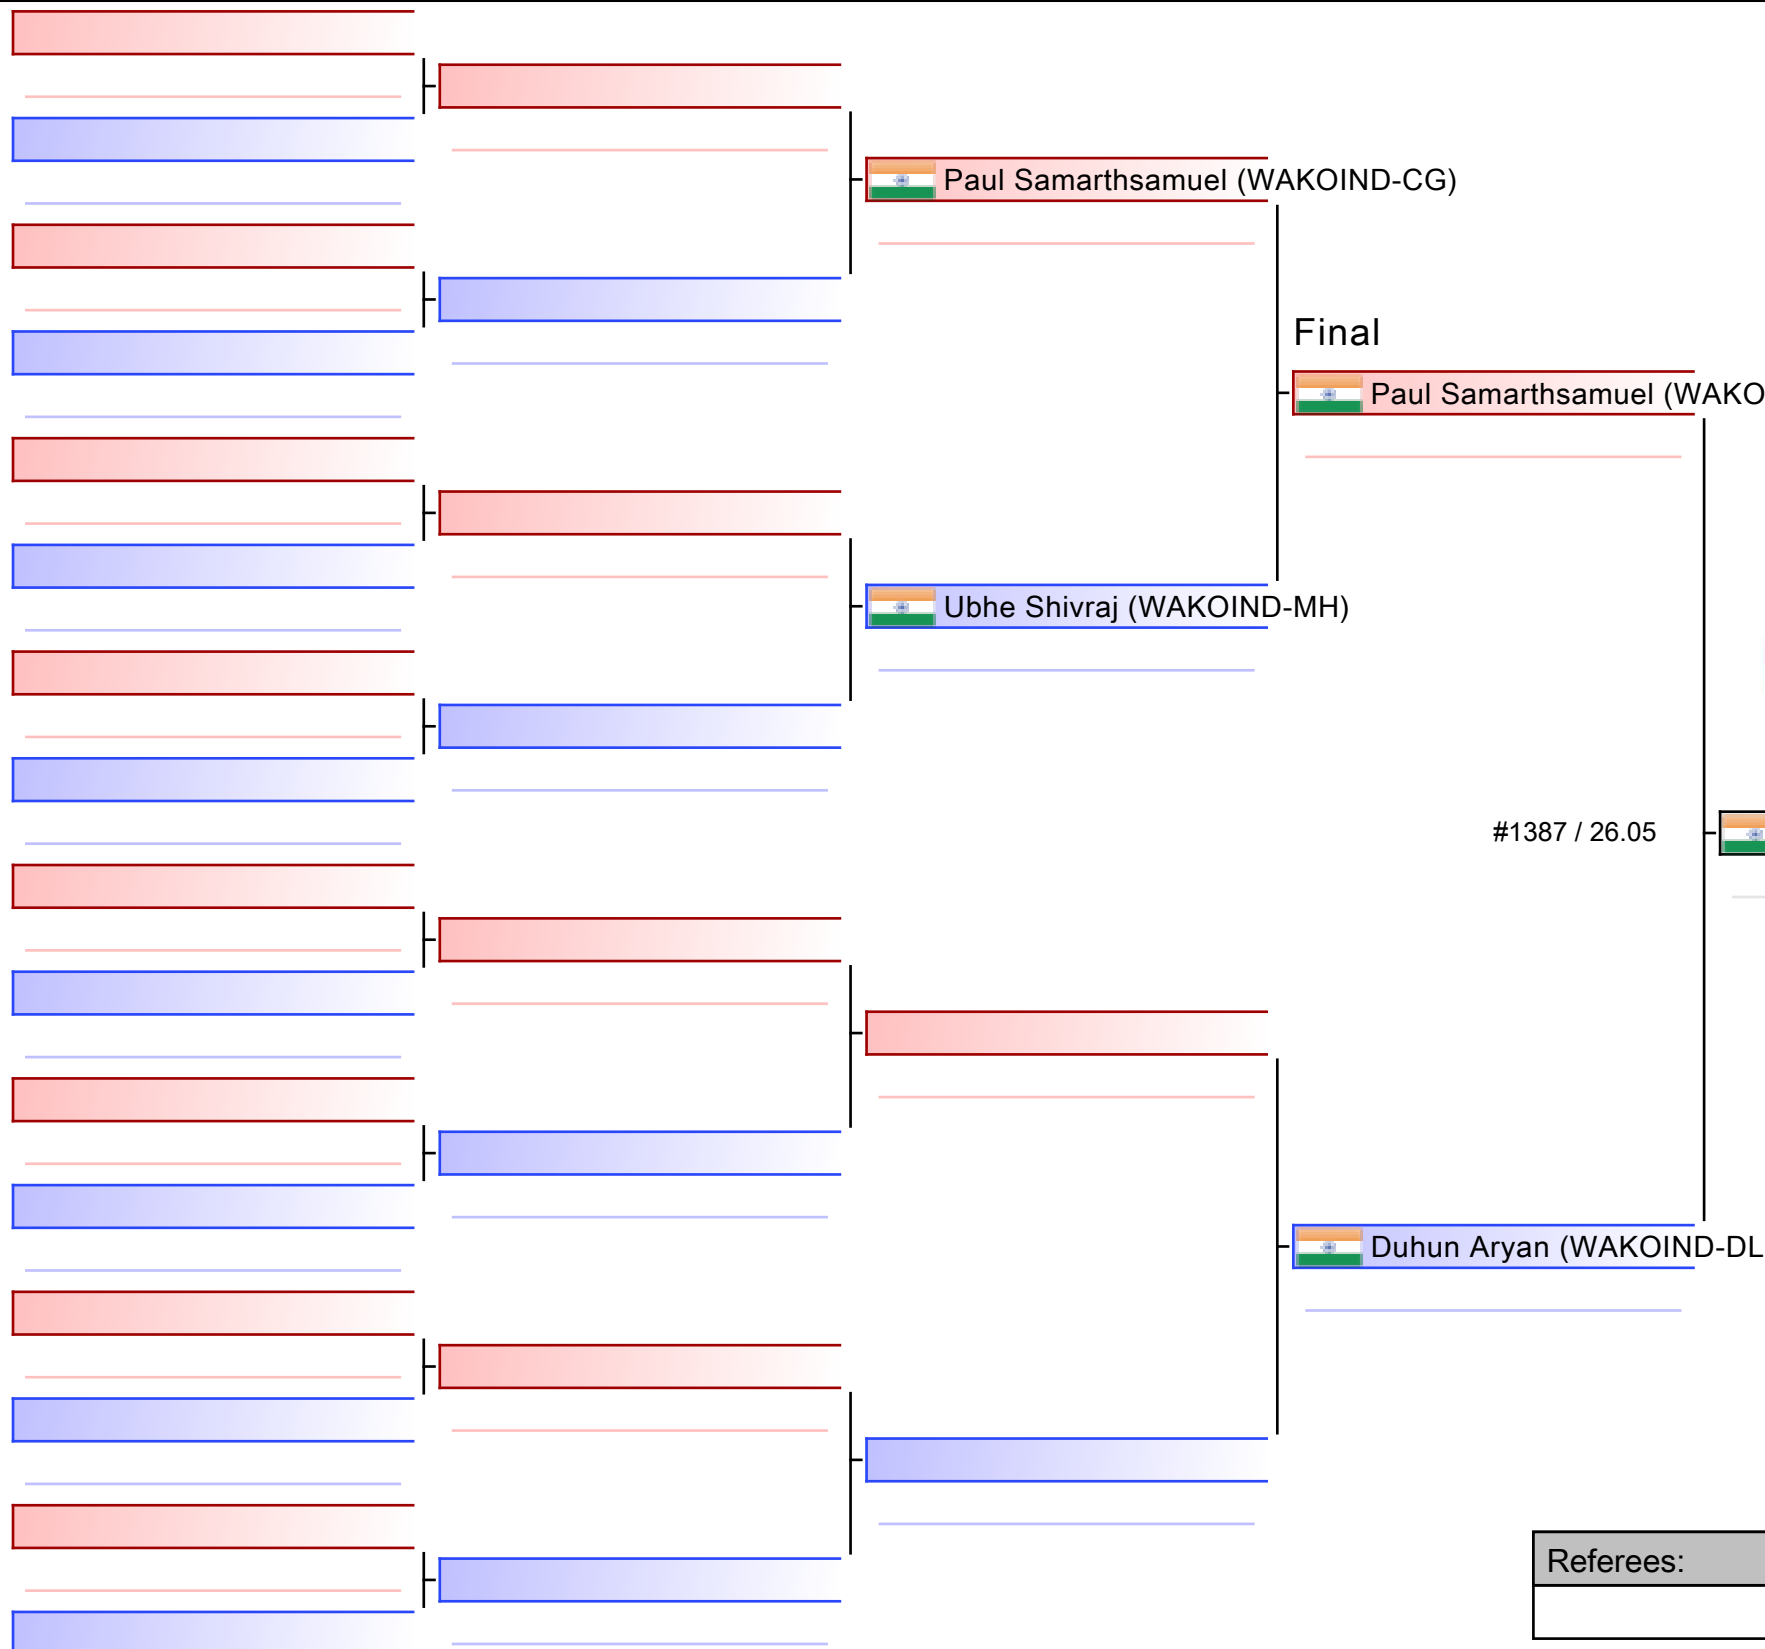 Paul Samarthsamuel (WAKOIND-CG)
Final
Paul Samarthsamuel (WAKO
Ubhe Shivraj (WAKOIND-MH)
#1387 / 26.05
Duhun Aryan (WAKOIND-DL
Referees: